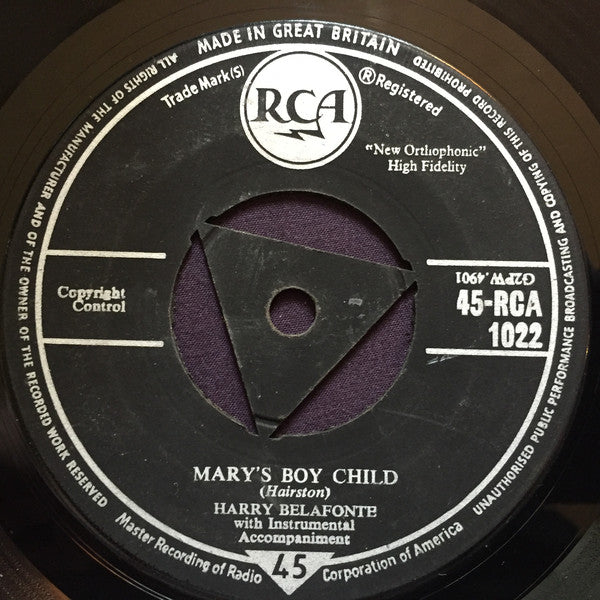 MADE IN GREAT BRITAIN
ALL RIGHTS OF THE MANUFACTURER AND OF THE OWNER OF THE RECORDED WORK RESERVED
UNAUTHORISED PUBLIC PERFORMANCE BROADCASTING AND COPYING OF THIS RECORD PROHIBITED
Trade Mark(s)
RCA
® Registered
"New Orthophonic"
High Fidelity
Copyright
Control
G2PW.4901
45-RCA
1022
MARY'S BOY CHILD
(Hairston)
HARRY BELAFONTE
with Instrumental
Accompaniment
Master Recording of Radio
45
Corporation of America